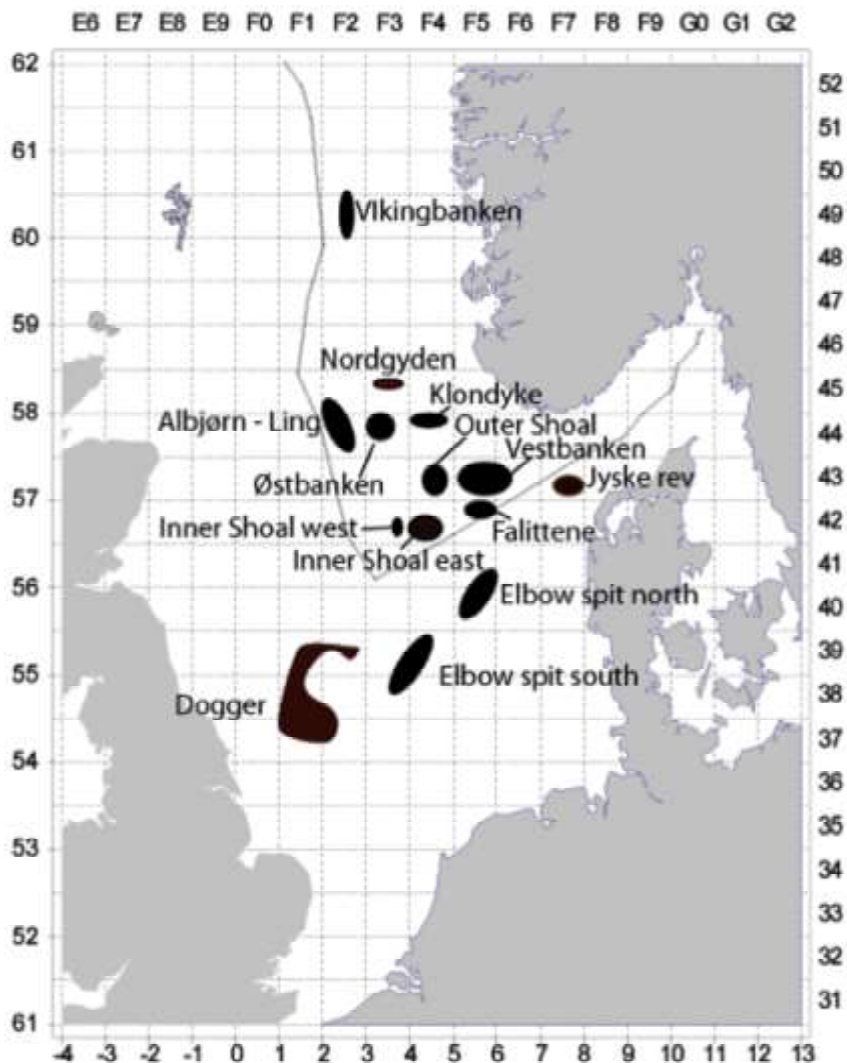 E6 E7 E8 E9 F0 F1 F2 F3 F4 F5 F6 F7 F8 F9 G0 G1 G2
62
52
51
61
50
VIkingbanken
49
60
48
47
59
46
Nordgyden
45
Klondyke
58
Albjørn - Ling
Outer Shoal
44
Vestbanken
Østbanken
Jyske rev
43
57
Inner Shoal west
Falittene
42
Inner Shoal east
41
56
Elbow spit north
40
39
55
Elbow spit south
Dogger
38
54
37
36
53
35
34
33
52
32
31
61
-4 -3 -2 -1 0 1 2 3 4 5 6 7 8 9 10 11 12 13